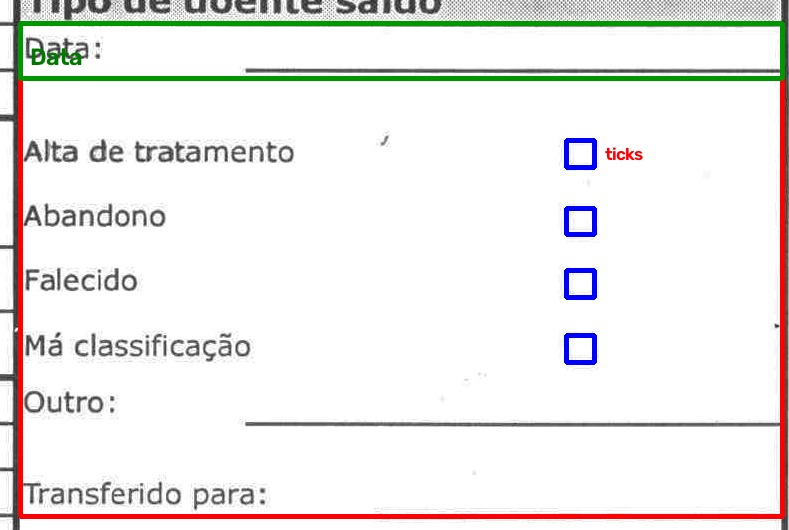 Tipo de doente saído
Data:
Data
Alta de tratamento
ticks
Abandono
Falecido
Má classificação
Outro:
Transferido para: